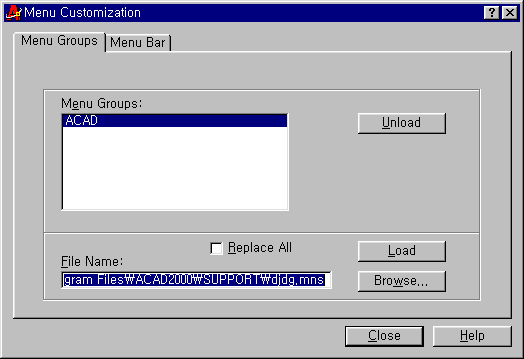 Menu Customization
Menu Groups
Menu Bar
Menu Groups:
ACAD
Unload
Replace All
Load
File Name:
gram Files₩ACAD2000₩SUPPORT₩djdg.mns
Browse...
Close
Help